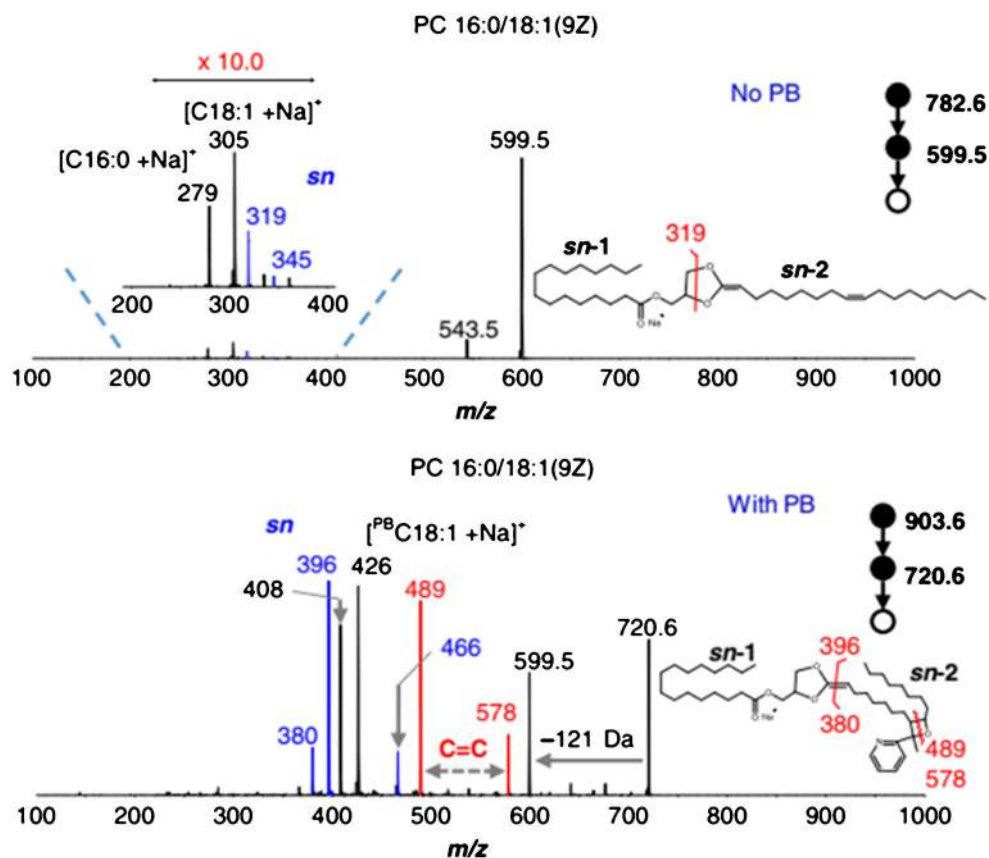 PC 16:0/18:1(9Z)
x 10.0
No PB
782.6
599.5
[C18:1 +Na]⁺
305
[C16:0 +Na]⁺
279
sn
319
345
200 300 400
599.5
543.5
sn-1
319
sn-2
O
O
O
O Na⁺
100 200 300 400 500 600 700 800 900 1000
m/z
PC 16:0/18:1(9Z)
With PB
903.6
720.6
sn
[ᴾᴮC18:1 +Na]⁺
396
426
408
489
466
380
C=C
578
599.5
–121 Da
720.6
sn-1
396
sn-2
380
489
578
O
O
O
O Na⁺
O
N
100 200 300 400 500 600 700 800 900 1000
m/z